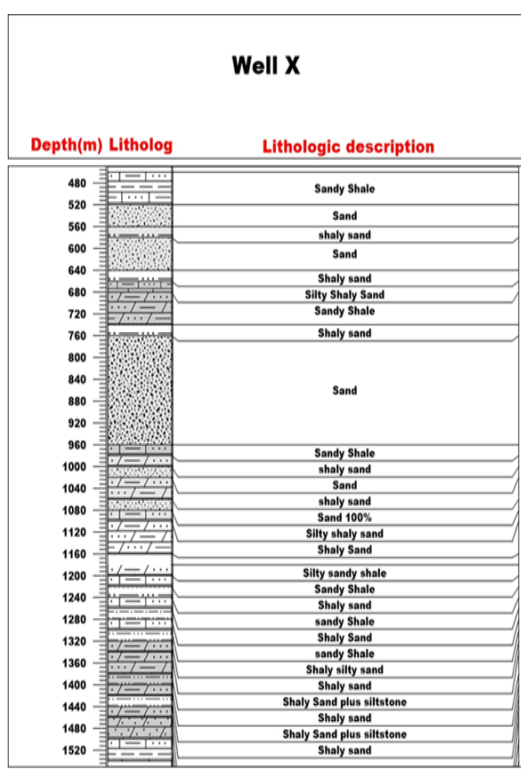 Well X
Depth(m) Litholog Lithologic description
480 Sandy Shale
520
Sand
560
shaly sand
600 Sand
640
Shaly sand
680 Silty Shaly Sand
720 Sandy Shale
760 Shaly sand
800
840 Sand
880
920
960
Sandy Shale
1000 shaly sand
Sand
1040
shaly sand
1080
Sand 100%
1120 Silty shaly sand
1160 Shaly Sand
1200 Silty sandy shale
Sandy Shale
1240
Shaly sand
1280 sandy Shale
1320 Shaly Sand
sandy Shale
1360
Shaly silty sand
1400 Shaly sand
Shaly Sand plus siltstone
1440
Shaly sand
1480 Shaly Sand plus siltstone
1520 Shaly sand